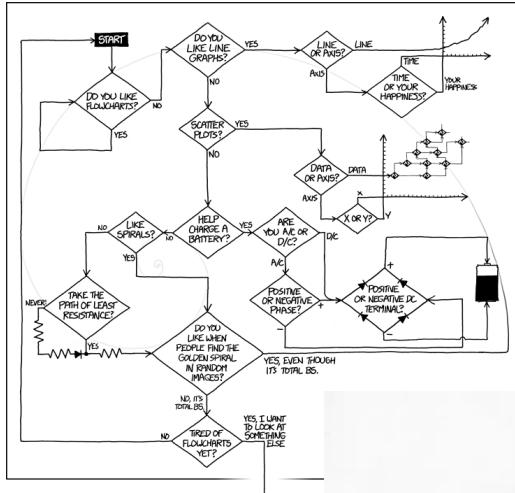 START
DO YOU
LIKE LINE
GRAPHS?
YES
LINE
OR AXIS?
LINE
AXIS
TIME
TIME
OR YOUR
HAPPINESS?
YOUR
HAPPINESS
DO YOU LIKE
FLOWCHARTS?
NO
YES
NO
SCATTER
PLOTS?
YES
NO
DATA
OR AXIS?
DATA
AXIS
X
X OR Y?
Y
LIKE
SPIRALS?
NO
YES
HELP
CHARGE A
BATTERY?
NO
YES
ARE
YOU A/C OR
D/C?
D/C
A/C
POSITIVE
OR NEGATIVE
PHASE?
+
-
+
POSITIVE
OR NEGATIVE DC
TERMINAL?
-
NEVER!
TAKE THE
PATH OF LEAST
RESISTANCE?
YES
DO YOU
LIKE WHEN
PEOPLE FIND THE
GOLDEN SPIRAL
IN RANDOM
IMAGES?
YES, EVEN THOUGH
IT'S TOTAL BS.
NO, IT'S
TOTAL BS
TIRED OF
FLOWCHARTS
YET?
NO
YES, I WANT
TO LOOK AT
SOMETHING
ELSE